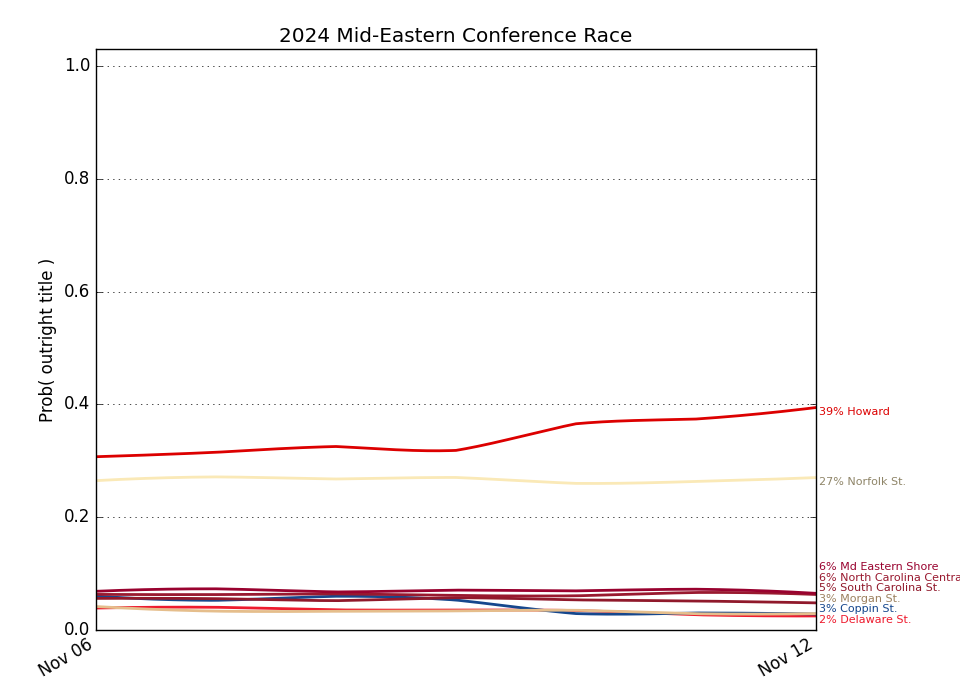 2024 Mid-Eastern Conference Race
1.0
0.8
0.6
0.4
0.2
0.0
Prob( outright title )
39% Howard
27% Norfolk St.
6% Md Eastern Shore
6% North Carolina Centra
5% South Carolina St.
3% Morgan St.
3% Coppin St.
2% Delaware St.
Nov 06
Nov 12